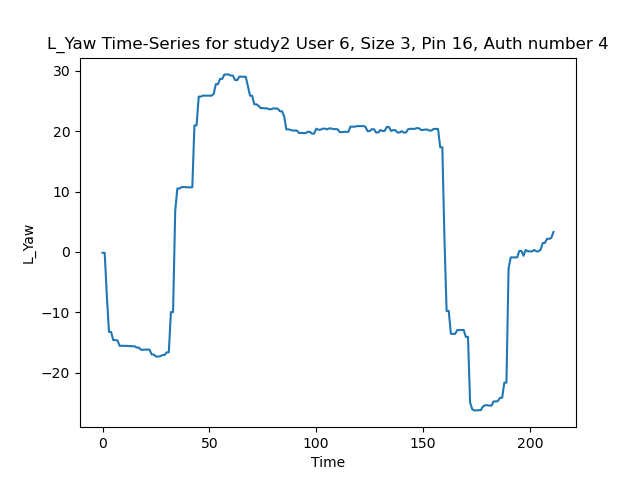 L_Yaw Time-Series for study2 User 6, Size 3, Pin 16, Auth number 4
30
20
10
0
−10
−20
L_Yaw
0 50 100 150 200
Time